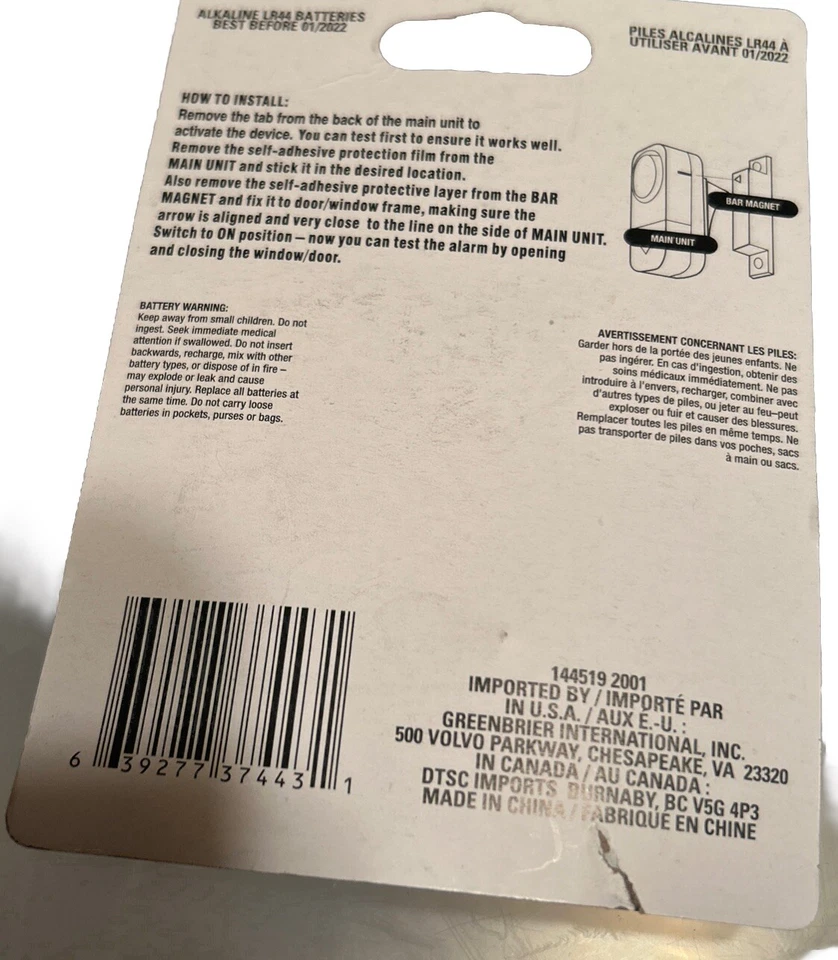 ALKALINE LR44 BATTERIES
BEST BEFORE 01/2022
PILES ALCALINES LR44 À
UTILISER AVANT 01/2022
HOW TO INSTALL:
Remove the tab from the back of the main unit to
activate the device. You can test first to ensure it works well.
Remove the self-adhesive protection film from the
MAIN UNIT and stick it in the desired location.
Also remove the self-adhesive protective layer from the BAR
MAGNET and fix it to door/window frame, making sure the
arrow is aligned and very close to the line on the side of MAIN UNIT.
Switch to ON position – now you can test the alarm by opening
and closing the window/door.
BAR MAGNET
MAIN UNIT
BATTERY WARNING:
Keep away from small children. Do not
ingest. Seek immediate medical
attention if swallowed. Do not insert
backwards, recharge, mix with other
battery types, or dispose of in fire –
may explode or leak and cause
personal injury. Replace all batteries at
the same time. Do not carry loose
batteries in pockets, purses or bags.
AVERTISSEMENT CONCERNANT LES PILES:
Garder hors de la portée des jeunes enfants. Ne
pas ingérer. En cas d'ingestion, obtenir des
soins médicaux immédiatement. Ne pas
introduire à l'envers, recharger, combiner avec
d'autres types de piles, ou jeter au feu–peut
exploser ou fuir et causer des blessures.
Remplacer toutes les piles en même temps. Ne
pas transporter de piles dans vos poches, sacs
à main ou sacs.
6 39277 37443 1
144519 2001
IMPORTED BY / IMPORTÉ PAR
IN U.S.A. / AUX É.-U. :
GREENBRIER INTERNATIONAL, INC.
500 VOLVO PARKWAY, CHESAPEAKE, VA 23320
IN CANADA / AU CANADA :
DTSC IMPORTS BURNABY, BC V5G 4P3
MADE IN CHINA / FABRIQUÉ EN CHINE